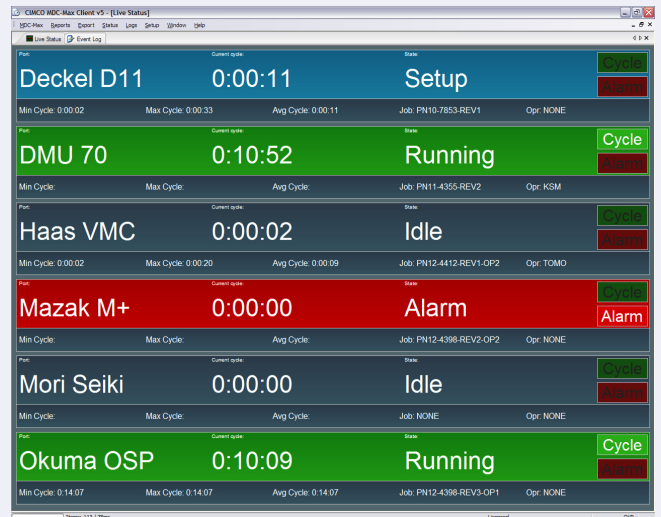 CIMCO MDC-Max Client v5 - [Live Status]
MDC-Max Reports Export Status Logs Setup Window Help
Live Status Event Log
Port: Current cycle: State:
Deckel D11 0:00:11 Setup Cycle Alarm
Min Cycle: 0:00:02 Max Cycle: 0:00:33 Avg Cycle: 0:00:11 Job: PN10-7853-REV1 Opr: NONE
Port: Current cycle: State:
DMU 70 0:10:52 Running Cycle Alarm
Min Cycle: Max Cycle: Avg Cycle: Job: PN11-4355-REV2 Opr: KSM
Port: Current cycle: State:
Haas VMC 0:00:02 Idle Cycle Alarm
Min Cycle: 0:00:02 Max Cycle: 0:00:20 Avg Cycle: 0:00:09 Job: PN12-4412-REV1-OP2 Opr: TOMO
Port: Current cycle: State:
Mazak M+ 0:00:00 Alarm Cycle Alarm
Min Cycle: Max Cycle: Avg Cycle: Job: PN12-4398-REV2-OP2 Opr: NONE
Port: Current cycle: State:
Mori Seiki 0:00:00 Idle Cycle Alarm
Min Cycle: Max Cycle: Avg Cycle: Job: NONE Opr: NONE
Port: Current cycle: State:
Okuma OSP 0:10:09 Running Cycle Alarm
Min Cycle: 0:14:07 Max Cycle: 0:14:07 Avg Cycle: 0:14:07 Job: PN12-4398-REV3-OP1 Opr: NONE